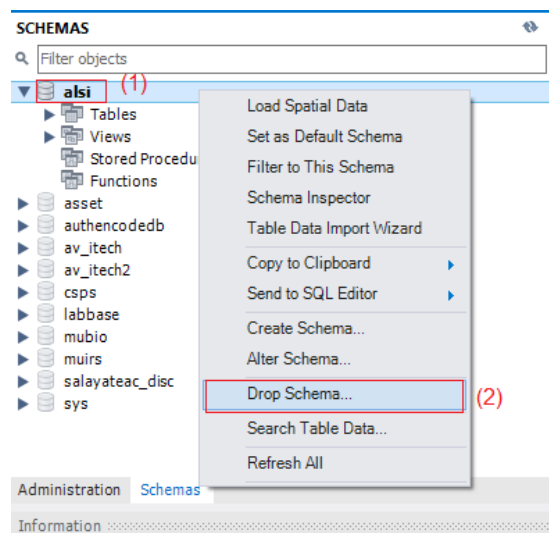 SCHEMAS
Filter objects
alsi (1)
Tables
Views
Stored Procedu
Functions
asset
authencodedb
av_itech
av_itech2
csps
labbase
mubio
muirs
salayateac_disc
sys
Load Spatial Data
Set as Default Schema
Filter to This Schema
Schema Inspector
Table Data Import Wizard
Copy to Clipboard
Send to SQL Editor
Create Schema...
Alter Schema...
Drop Schema... (2)
Search Table Data...
Refresh All
Administration Schemas
Information